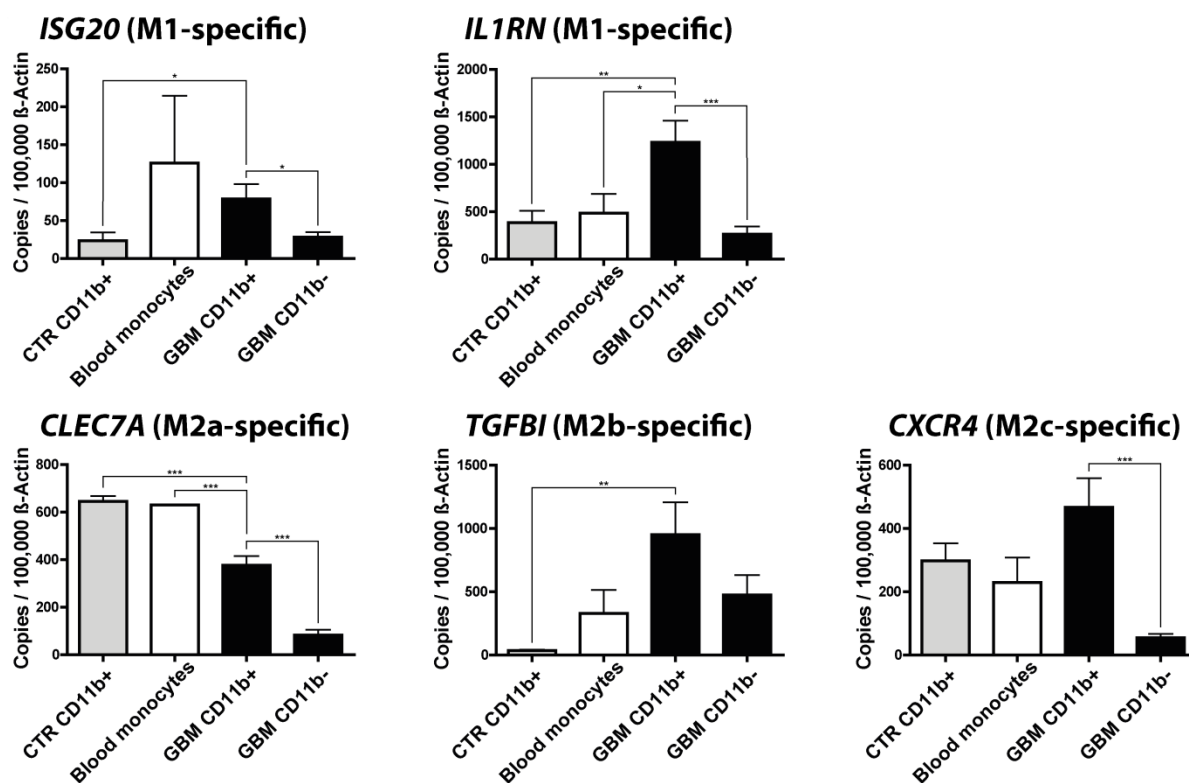 ISG20 (M1-specific)
Copies / 100,000 ß-Actin
250
200
150
100
50
0
*
*
CTR CD11b+
Blood monocytes
GBM CD11b+
GBM CD11b-
IL1RN (M1-specific)
Copies / 100,000 ß-Actin
2000
1500
1000
500
0
**
*
***
CTR CD11b+
Blood monocytes
GBM CD11b+
GBM CD11b-
CLEC7A (M2a-specific)
Copies / 100,000 ß-Actin
800
600
400
200
0
***
***
***
CTR CD11b+
Blood monocytes
GBM CD11b+
GBM CD11b-
TGFBI (M2b-specific)
Copies / 100,000 ß-Actin
1500
1000
500
0
**
CTR CD11b+
Blood monocytes
GBM CD11b+
GBM CD11b-
CXCR4 (M2c-specific)
Copies / 100,000 ß-Actin
600
400
200
0
***
CTR CD11b+
Blood monocytes
GBM CD11b+
GBM CD11b-